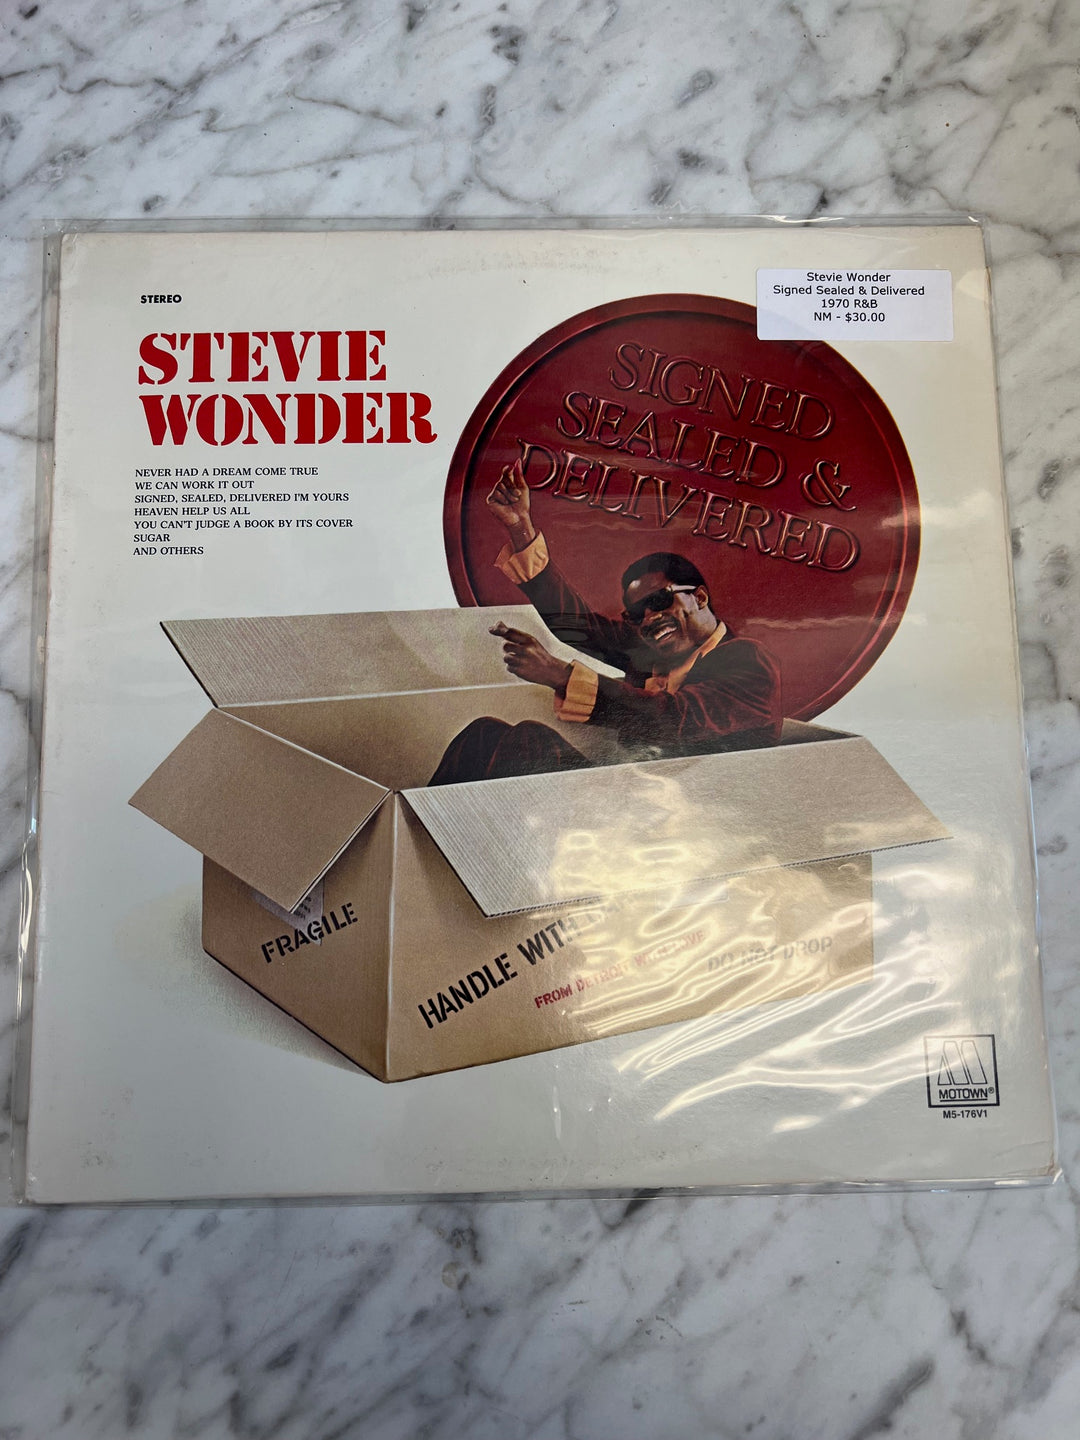 Stevie Wonder
Signed Sealed & Delivered
1970 R&B
NM - $30.00
STEREO
STEVIE
WONDER
NEVER HAD A DREAM COME TRUE
WE CAN WORK IT OUT
SIGNED, SEALED, DELIVERED I'M YOURS
HEAVEN HELP US ALL
YOU CAN'T JUDGE A BOOK BY ITS COVER
SUGAR
AND OTHERS
SIGNED
SEALED &
DELIVERED
FRAGILE
HANDLE WITH
FROM DETROIT WITH LOVE
DO NOT DROP
MOTOWN®
M5-176V1